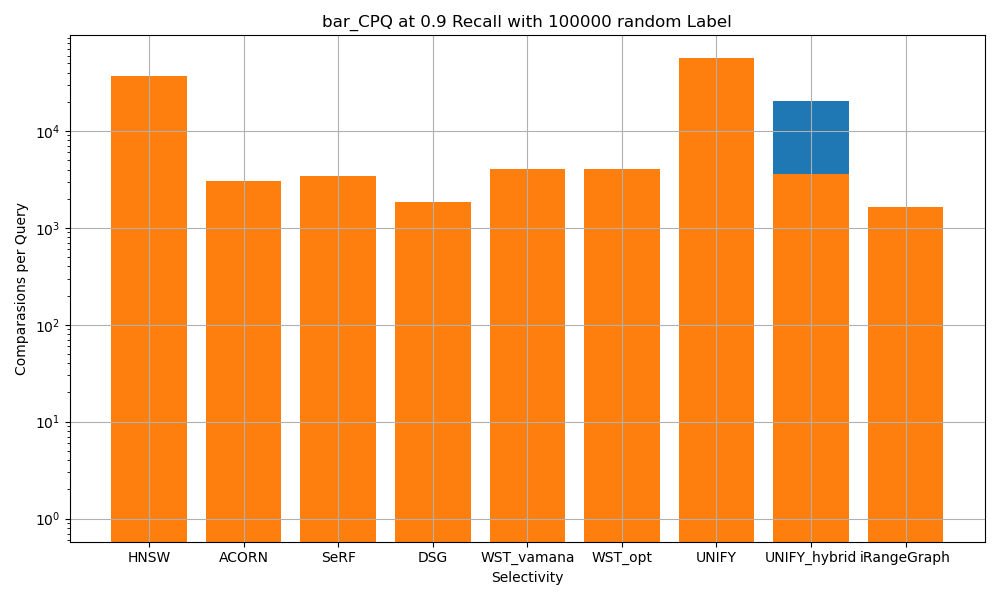 bar_CPQ at 0.9 Recall with 100000 random Label
Comparasions per Query
10^4
10^3
10^2
10^1
10^0
HNSW ACORN SeRF DSG WST_vamana WST_opt UNIFY UNIFY_hybrid iRangeGraph
Selectivity